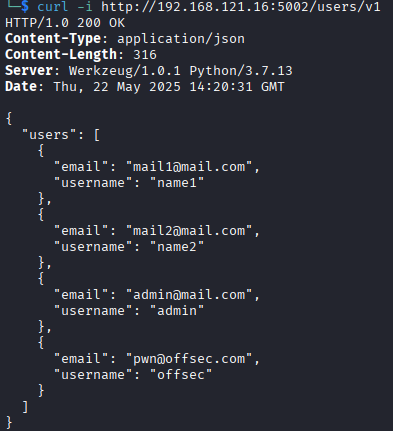 └─$ curl -i http://192.168.121.16:5002/users/v1
HTTP/1.0 200 OK
Content-Type: application/json
Content-Length: 316
Server: Werkzeug/1.0.1 Python/3.7.13
Date: Thu, 22 May 2025 14:20:31 GMT

{
  "users": [
    {
      "email": "mail1@mail.com",
      "username": "name1"
    },
    {
      "email": "mail2@mail.com",
      "username": "name2"
    },
    {
      "email": "admin@mail.com",
      "username": "admin"
    },
    {
      "email": "pwn@offsec.com",
      "username": "offsec"
    }
  ]
}